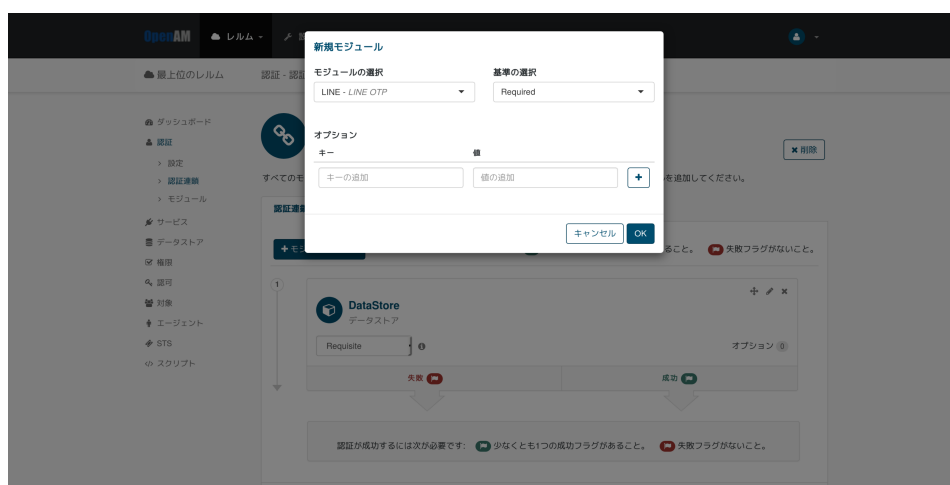 OpenAM レルム
新規モジュール
最上位のレルム 認証 -
モジュールの選択 基準の選択
LINE - LINE OTP Required
ダッシュボード
認証
設定
認証連鎖
モジュール
サービス
データストア
権限
認可
対象
エージェント
STS
スクリプト
オプション
キー 値
キーの追加 値の追加 +
削除
すべてのモ を追加してください。
認証連鎖
キャンセル OK
失敗フラグがないこと。
1
DataStore
データストア
Requisite オプション 0
失敗 成功
認証が成功するには次が必要です: 少なくとも1つの成功フラグがあること。 失敗フラグがないこと。